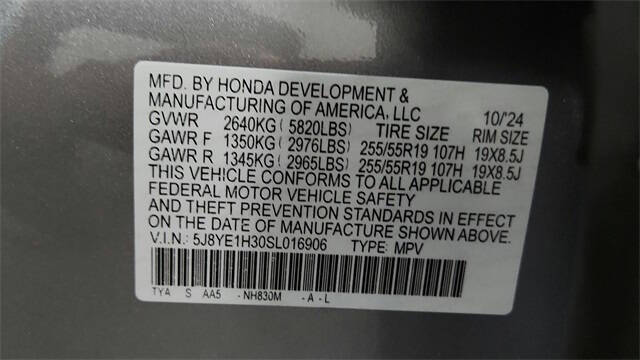 MFD. BY HONDA DEVELOPMENT &
MANUFACTURING OF AMERICA, LLC 10/'24
GVWR 2640KG ( 5820LBS) TIRE SIZE RIM SIZE
GAWR F 1350KG ( 2976LBS) 255/55R19 107H 19X8.5J
GAWR R 1345KG ( 2965LBS) 255/55R19 107H 19X8.5J
THIS VEHICLE CONFORMS TO ALL APPLICABLE
FEDERAL MOTOR VEHICLE SAFETY
AND THEFT PREVENTION STANDARDS IN EFFECT
ON THE DATE OF MANUFACTURE SHOWN ABOVE.
V.I.N.: 5J8YE1H30SL016906 TYPE: MPV
TYA S AA5 -NH830M -A-L